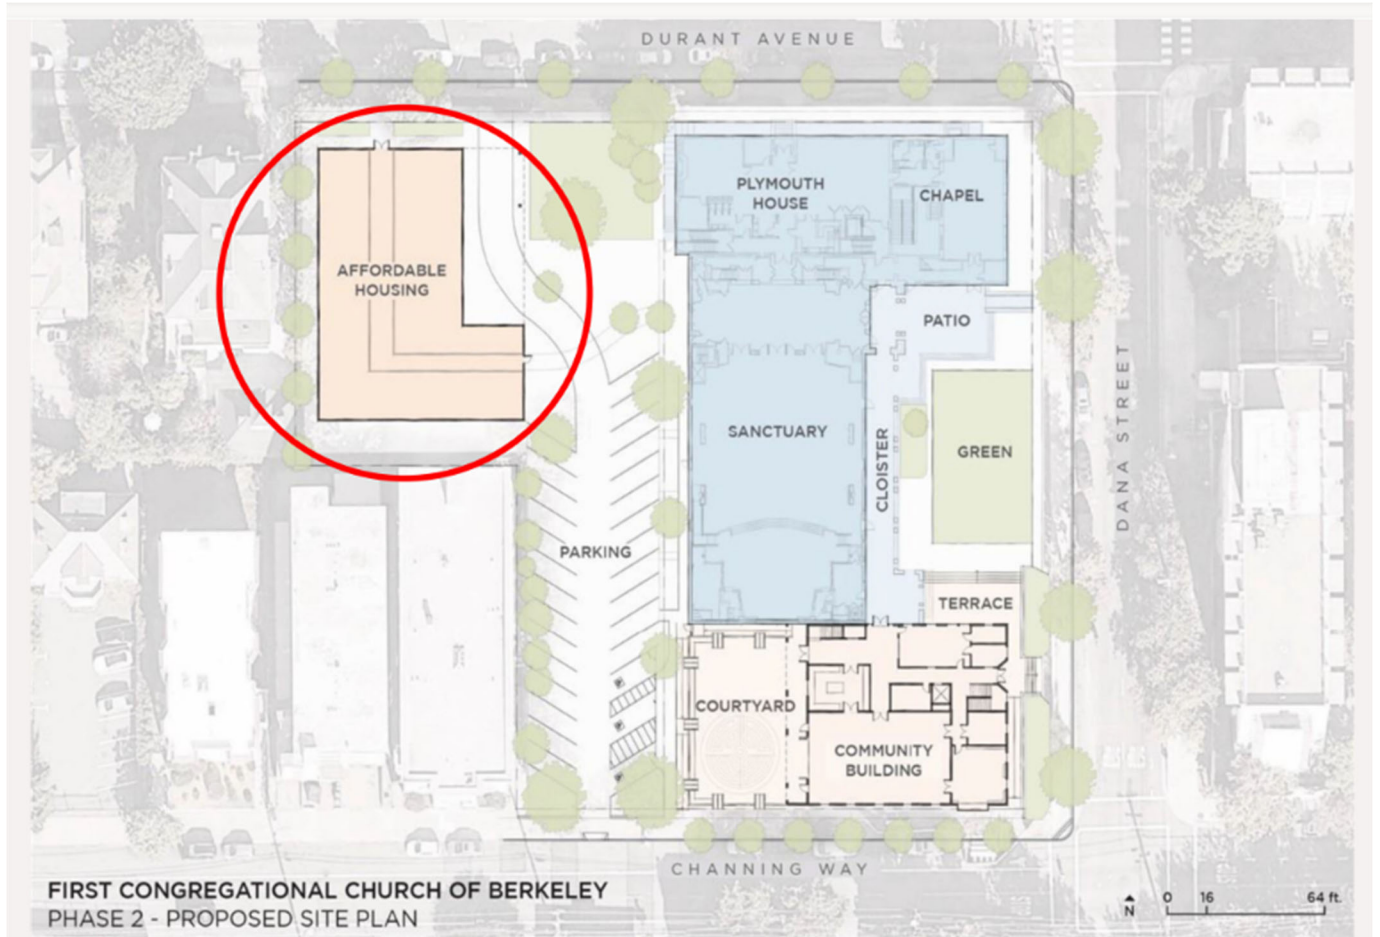 DURANT AVENUE
PLYMOUTH
HOUSE
CHAPEL
AFFORDABLE
HOUSING
PATIO
SANCTUARY
CLOISTER
GREEN
DANA STREET
PARKING
TERRACE
COURTYARD
COMMUNITY
BUILDING
CHANNING WAY
FIRST CONGREGATIONAL CHURCH OF BERKELEY
PHASE 2 - PROPOSED SITE PLAN
N
0 16 64 ft.